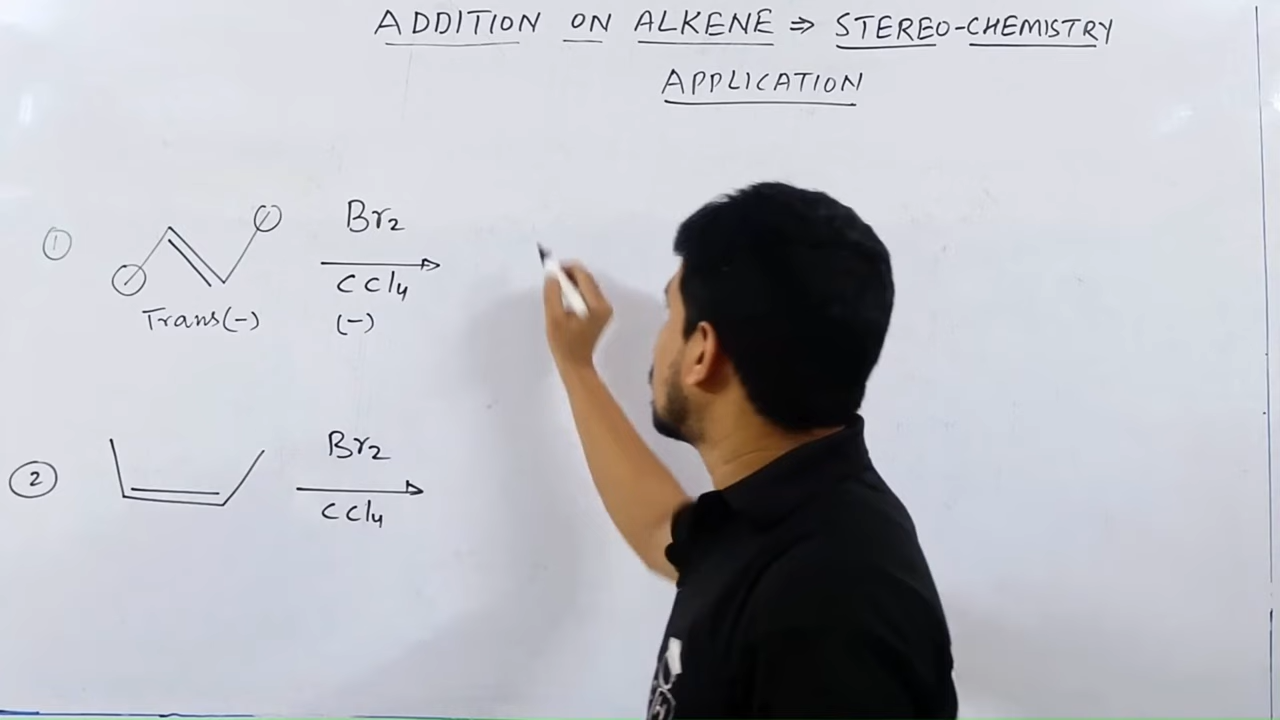 ADDITION ON ALKENE ⇒ STEREO-CHEMISTRY
APPLICATION
①
Br₂
CCl₄
Trans(-)
(-)
②
Br₂
CCl₄